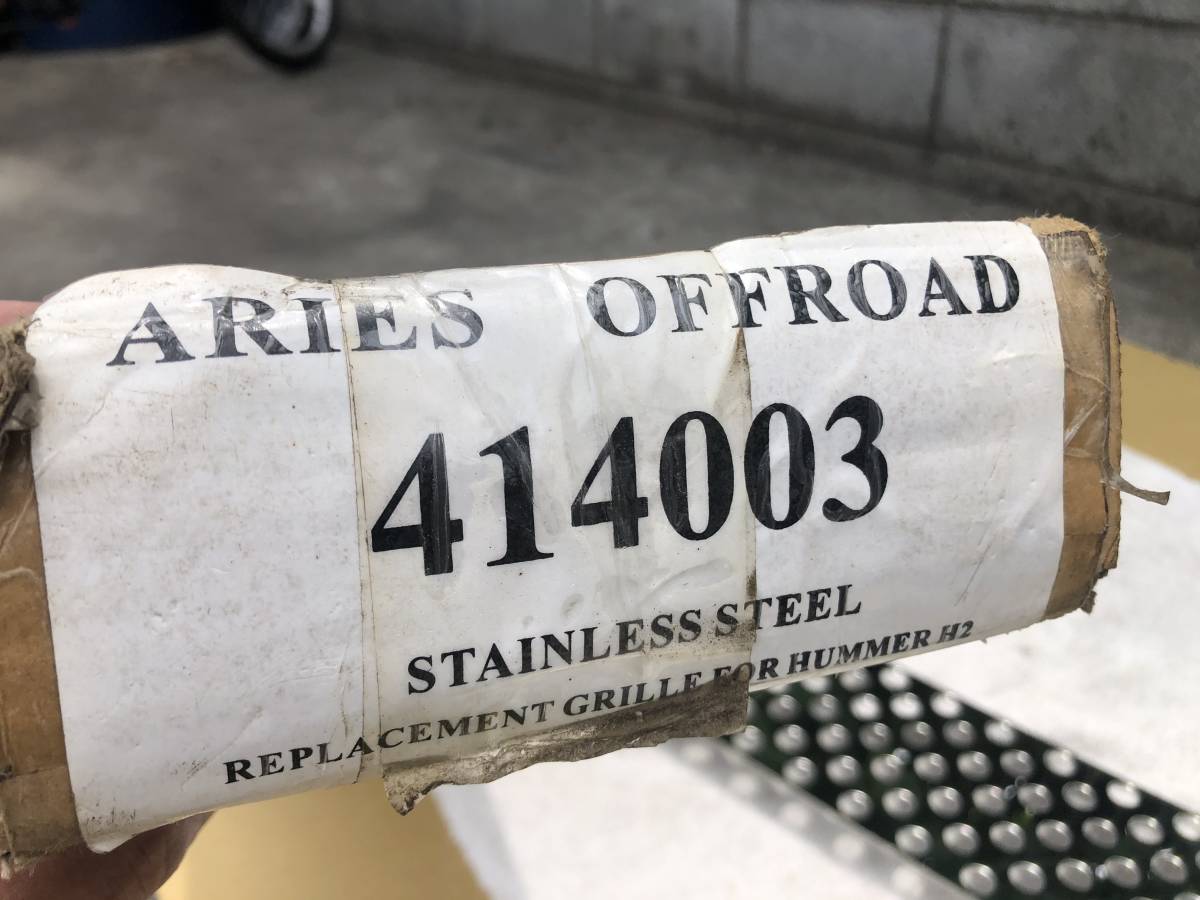 ARIES OFFROAD
414003
STAINLESS STEEL
REPLACEMENT GRILLE FOR HUMMER H2